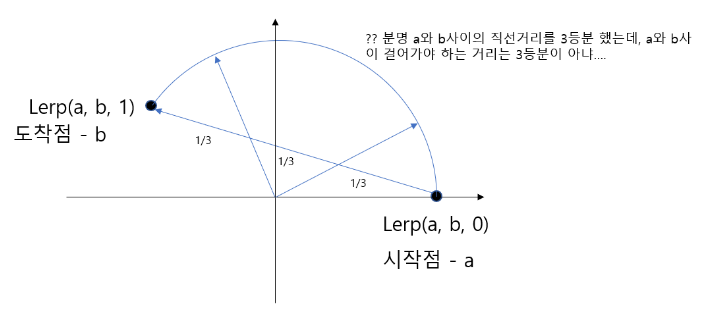 ?? 분명 a와 b사이의 직선거리를 3등분 했는데, a와 b사
이 걸어가야 하는 거리는 3등분이 아냐....
Lerp(a, b, 1)
도착점 - b
1/3
1/3
1/3
Lerp(a, b, 0)
시작점 - a